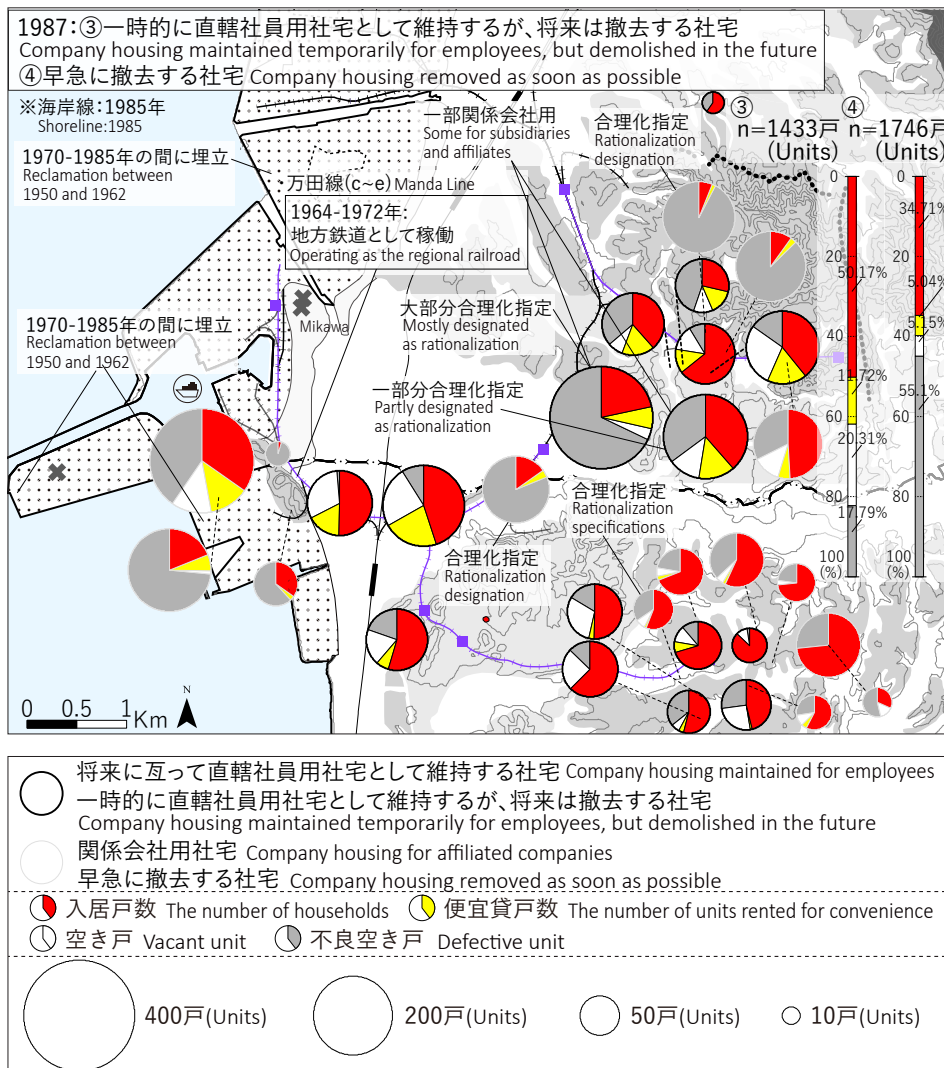 1987:③一時的に直轄社員用社宅として維持するが、将来は撤去する社宅
Company housing maintained temporarily for employees, but demolished in the future
④早急に撤去する社宅 Company housing removed as soon as possible
※海岸線:1985年
Shoreline:1985
1970-1985年の間に埋立
Reclamation between
1950 and 1962
万田線(c~e) Manda Line
1964-1972年:
地方鉄道として稼働
Operating as the regional railroad
一部関係会社用
Some for subsidiaries
and affiliates
合理化指定
Rationalization
designation
③
n=1433戸
(Units)
④
n=1746戸
(Units)
0
20
40
60
80
100
(%)
50.17%
11.72%
20.31%
17.79%
0
20
40
60
80
100
(%)
34.71%
5.04%
5.15%
55.1%
Mikawa
1970-1985年の間に埋立
Reclamation between
1950 and 1962
大部分合理化指定
Mostly designated
as rationalization
一部分合理化指定
Partly designated
as rationalization
合理化指定
Rationalization
specifications
合理化指定
Rationalization
designation
0 0.5 1 Km
N
将来に亙って直轄社員用社宅として維持する社宅 Company housing maintained for employees
一時的に直轄社員用社宅として維持するが、将来は撤去する社宅
Company housing maintained temporarily for employees, but demolished in the future
関係会社用社宅 Company housing for affiliated companies
早急に撤去する社宅 Company housing removed as soon as possible
入居戸数 The number of households 便宜貸戸数 The number of units rented for convenience
空き戸 Vacant unit 不良空き戸 Defective unit
400戸(Units) 200戸(Units) 50戸(Units) 10戸(Units)